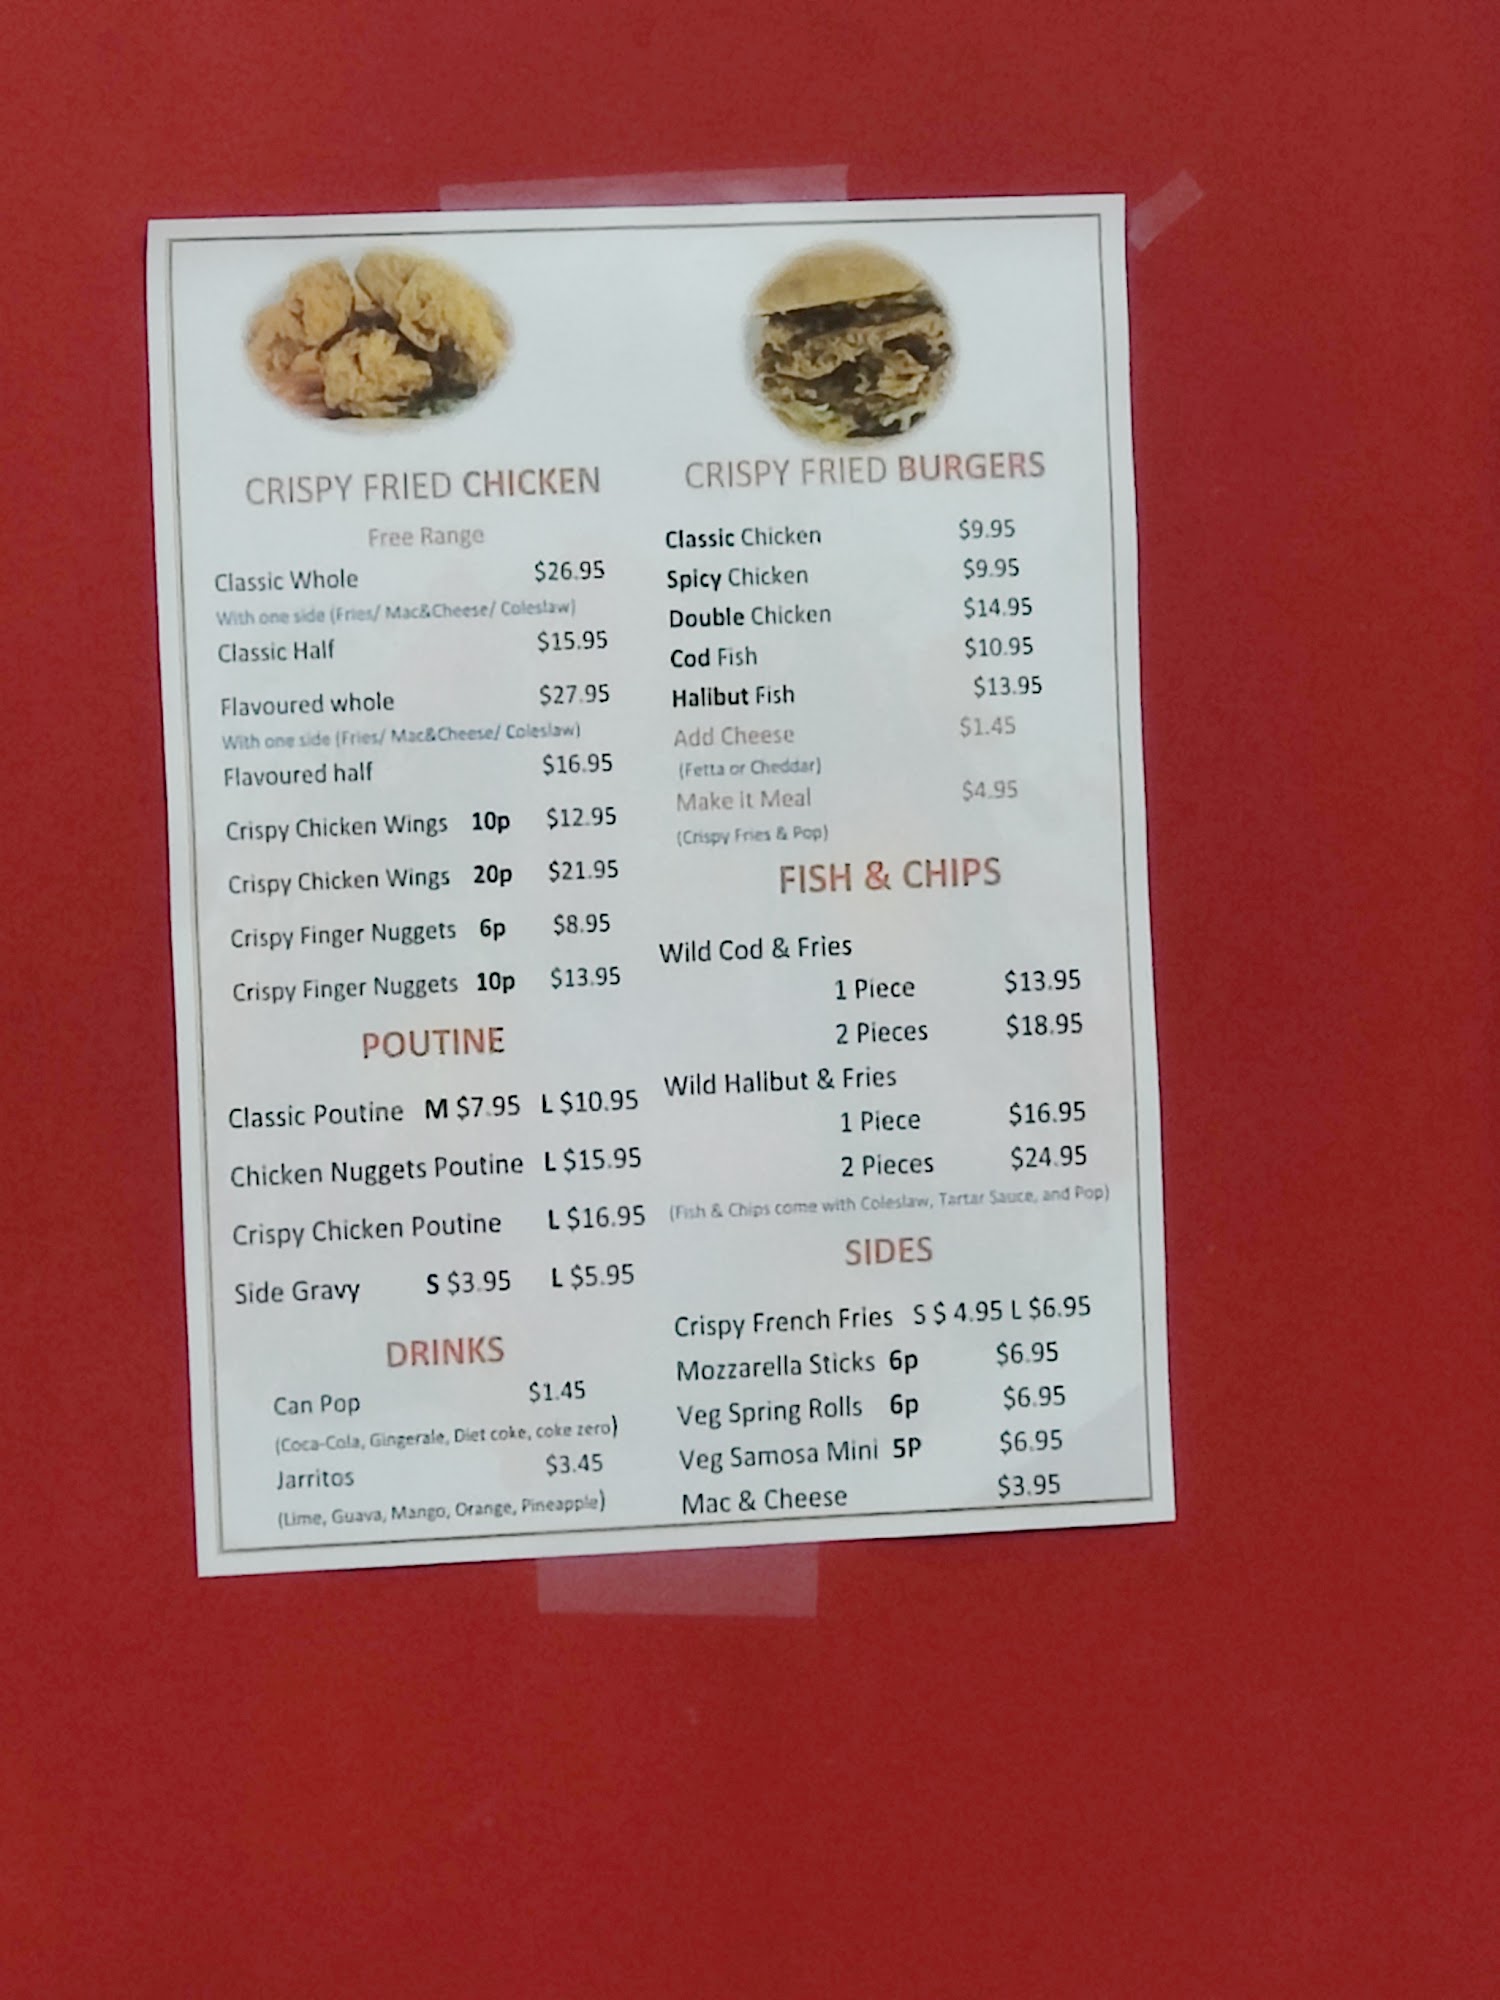 CRISPY FRIED CHICKEN
Free Range
Classic Whole $26.95
With one side (Fries/ Mac&Cheese/ Coleslaw)
Classic Half $15.95
Flavoured whole $27.95
With one side (Fries/ Mac&Cheese/ Coleslaw)
Flavoured half $16.95
Crispy Chicken Wings 10p $12.95
Crispy Chicken Wings 20p $21.95
Crispy Finger Nuggets 6p $8.95
Crispy Finger Nuggets 10p $13.95
POUTINE
Classic Poutine M $7.95 L $10.95
Chicken Nuggets Poutine L $15.95
Crispy Chicken Poutine L $16.95
Side Gravy S $3.95 L $5.95
DRINKS
Can Pop $1.45
(Coca-Cola, Gingerale, Diet coke, coke zero)
Jarritos $3.45
(Lime, Guava, Mango, Orange, Pineapple)
CRISPY FRIED BURGERS
Classic Chicken $9.95
Spicy Chicken $9.95
Double Chicken $14.95
Cod Fish $10.95
Halibut Fish $13.95
Add Cheese $1.45
(Fetta or Cheddar)
Make it Meal $4.95
(Crispy Fries & Pop)
FISH & CHIPS
Wild Cod & Fries
1 Piece $13.95
2 Pieces $18.95
Wild Halibut & Fries
1 Piece $16.95
2 Pieces $24.95
(Fish & Chips come with Coleslaw, Tartar Sauce, and Pop)
SIDES
Crispy French Fries S $ 4.95 L $6.95
Mozzarella Sticks 6p $6.95
Veg Spring Rolls 6p $6.95
Veg Samosa Mini 5P $6.95
Mac & Cheese $3.95